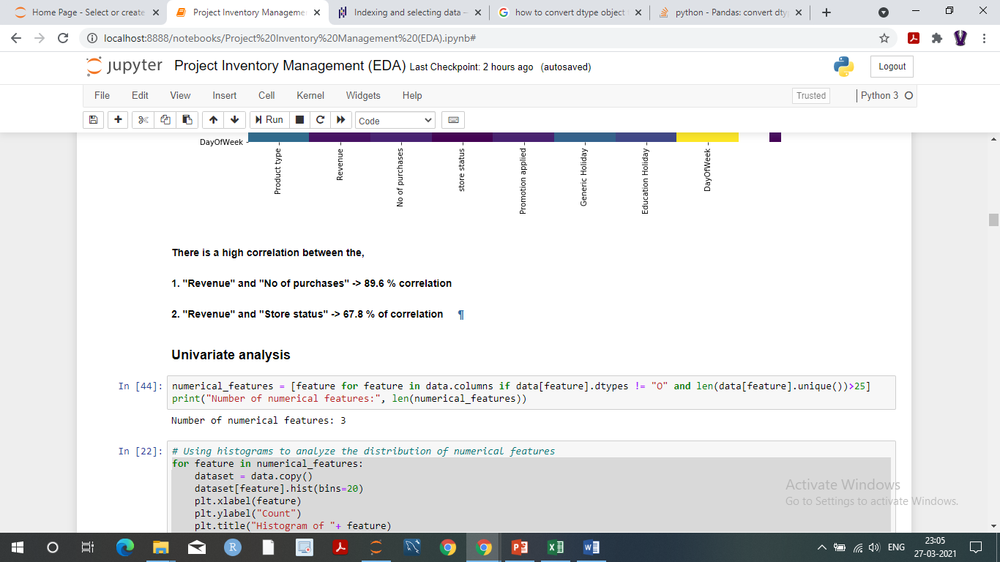 Home Page - Select or create
Project Inventory Manageme
Indexing and selecting data –
how to convert dtype object
python - Pandas: convert dty
localhost:8888/notebooks/Project%20Inventory%20Management%20(EDA).ipynb#
jupyter Project Inventory Management (EDA) Last Checkpoint: 2 hours ago (autosaved)
Logout
File Edit View Insert Cell Kernel Widgets Help
Trusted
Python 3
Run
Code
DayOfWeek
Product type
Revenue
No of purchases
store status
Promotion applied
Generic Holiday
Education Holiday
DayOfWeek
There is a high correlation between the,
1. "Revenue" and "No of purchases" -> 89.6 % correlation
2. "Revenue" and "Store status" -> 67.8 % of correlation ¶
Univariate analysis
In [44]: numerical_features = [feature for feature in data.columns if data[feature].dtypes != "O" and len(data[feature].unique())>25]
print("Number of numerical features:", len(numerical_features))
Number of numerical features: 3
In [22]: # Using histograms to analyze the distribution of numerical features
for feature in numerical_features:
    dataset = data.copy()
    dataset[feature].hist(bins=20)
    plt.xlabel(feature)
    plt.ylabel("Count")
    plt.title("Histogram of "+ feature)
Activate Windows
Go to Settings to activate Windows.
ENG
23:05
27-03-2021